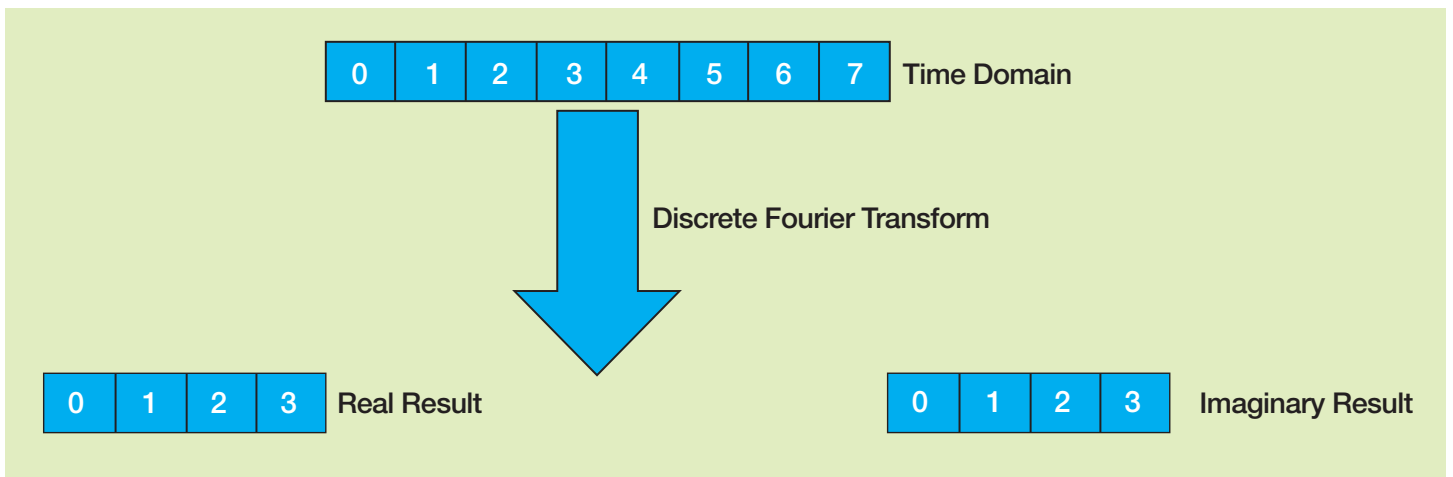 0 1 2 3 4 5 6 7 Time Domain
Discrete Fourier Transform
0 1 2 3 Real Result
0 1 2 3 Imaginary Result